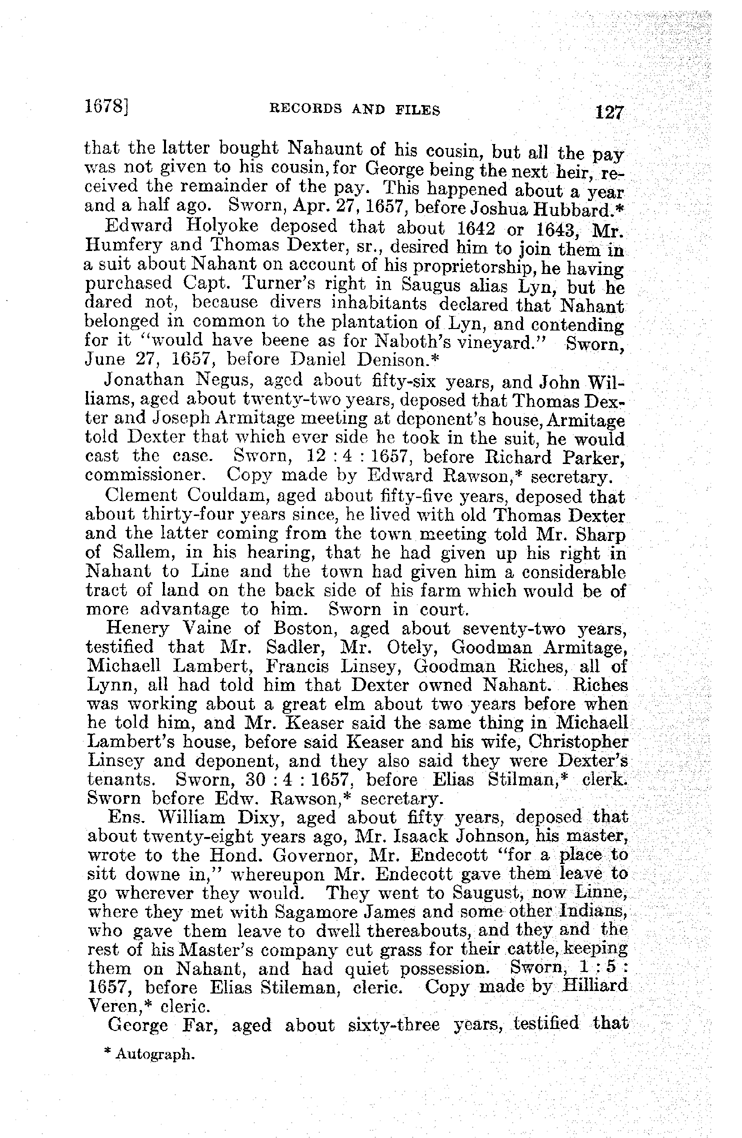 1678] RECORDS AND FILES 127
that the latter bought Nahaunt of his cousin, but all the pay
was not given to his cousin, for George being the next heir, re-
ceived the remainder of the pay. This happened about a year
and a half ago. Sworn, Apr. 27, 1657, before Joshua Hubbard.*
Edward Holyoke deposed that about 1642 or 1643, Mr.
Humfery and Thomas Dexter, sr., desired him to join them in
a suit about Nahant on account of his proprietorship, he having
purchased Capt. Turner's right in Saugus alias Lyn, but he
dared not, because divers inhabitants declared that Nahant
belonged in common to the plantation of Lyn, and contending
for it "would have beene as for Naboth's vineyard." Sworn,
June 27, 1657, before Daniel Denison.*
Jonathan Negus, aged about fifty-six years, and John Wil-
liams, aged about twenty-two years, deposed that Thomas Dex-
ter and Joseph Armitage meeting at deponent's house, Armitage
told Dexter that which ever side he took in the suit, he would
cast the case. Sworn, 12 : 4 : 1657, before Richard Parker,
commissioner. Copy made by Edward Rawson,* secretary.
Clement Couldam, aged about fifty-five years, deposed that
about thirty-four years since, he lived with old Thomas Dexter
and the latter coming from the town meeting told Mr. Sharp
of Sallem, in his hearing, that he had given up his right in
Nahant to Line and the town had given him a considerable
tract of land on the back side of his farm which would be of
more advantage to him. Sworn in court.
Henery Vaine of Boston, aged about seventy-two years,
testified that Mr. Sadler, Mr. Otely, Goodman Armitage,
Michaell Lambert, Francis Linsey, Goodman Riches, all of
Lynn, all had told him that Dexter owned Nahant. Riches
was working about a great elm about two years before when
he told him, and Mr. Keaser said the same thing in Michaell
Lambert's house, before said Keaser and his wife, Christopher
Linsey and deponent, and they also said they were Dexter's
tenants. Sworn, 30 : 4 : 1657, before Elias Stilman,* clerk.
Sworn before Edw. Rawson,* secretary.
Ens. William Dixy, aged about fifty years, deposed that
about twenty-eight years ago, Mr. Isaack Johnson, his master,
wrote to the Hond. Governor, Mr. Endecott "for a place to
sitt downe in," whereupon Mr. Endecott gave them leave to
go wherever they would. They went to Saugust, now Linne,
where they met with Sagamore James and some other Indians,
who gave them leave to dwell thereabouts, and they and the
rest of his Master's company cut grass for their cattle, keeping
them on Nahant, and had quiet possession. Sworn, 1 : 5 :
1657, before Elias Stileman, cleric. Copy made by Hilliard
Veren,* cleric.
George Far, aged about sixty-three years, testified that
* Autograph.